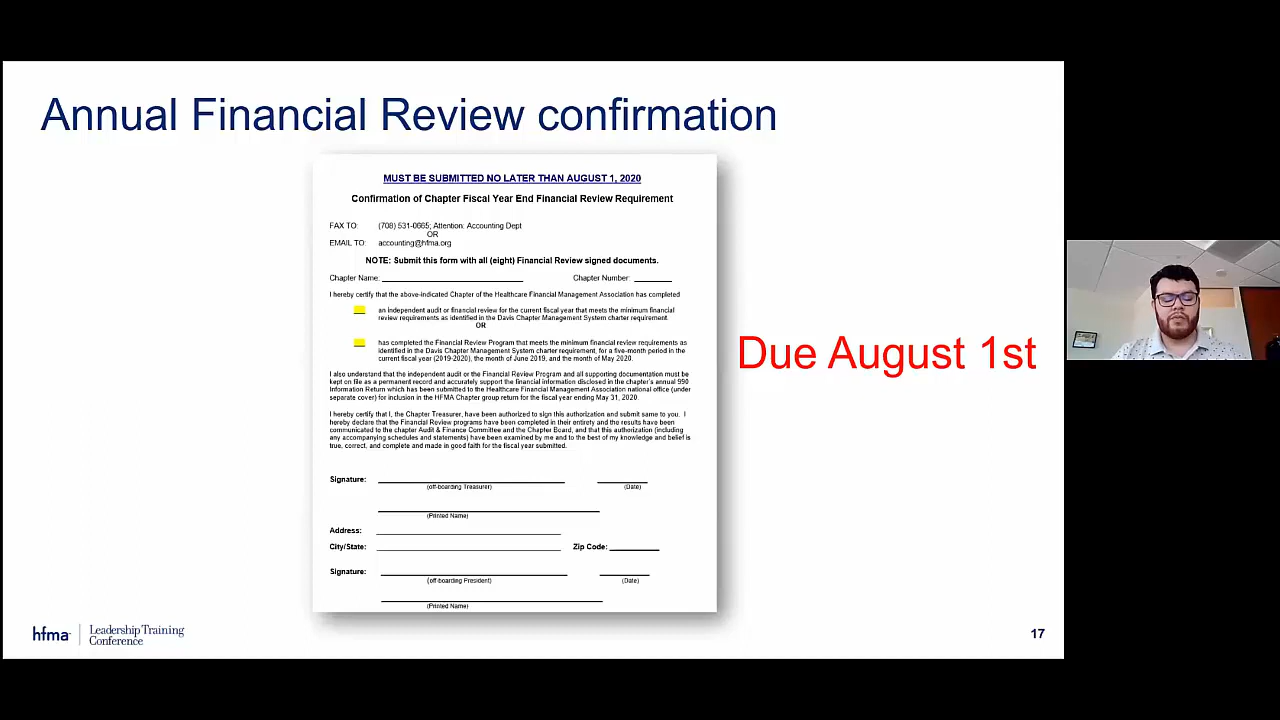 Annual Financial Review confirmation
MUST BE SUBMITTED NO LATER THAN AUGUST 1, 2020
Confirmation of Chapter Fiscal Year End Financial Review Requirement
FAX TO: (708) 531-0665; Attention: Accounting Dept
OR
EMAIL TO: accounting@hfma.org
NOTE: Submit this form with all (eight) Financial Review signed documents.
Chapter Name: Chapter Number:
I hereby certify that the above-indicated Chapter of the Healthcare Financial Management Association has completed
an independent audit or financial review for the current fiscal year that meets the minimum financial
review requirements as identified in the Davis Chapter Management System charter requirement.
OR
has completed the Financial Review Program that meets the minimum financial review requirements as
identified in the Davis Chapter Management System charter requirement, for a five-month period in the
current fiscal year (2019-2020), the month of June 2019, and the month of May 2020.
I also understand that the independent audit or the Financial Review Program and all supporting documentation must be
kept on file as a permanent record and accurately support the financial information disclosed in the chapter's annual 990
Information Return which has been submitted to the Healthcare Financial Management Association national office (under
separate cover) for inclusion in the HFMA Chapter group return for the fiscal year ending May 31, 2020.
I hereby certify that I, the Chapter Treasurer, have been authorized to sign this authorization and submit same to you. I
hereby declare that the Financial Review programs have been completed in their entirety and the results have been
communicated to the chapter Audit & Finance Committee and the Chapter Board, and that this authorization (including
any accompanying schedules and statements) have been examined by me and to the best of my knowledge and belief is
true, correct, and complete and made in good faith for the fiscal year submitted.
Signature:
(off-boarding Treasurer) (Date)
(Printed Name)
Address:
City/State: Zip Code:
Signature:
(off-boarding President) (Date)
(Printed Name)
Due August 1st
hfma Leadership Training
Conference
17